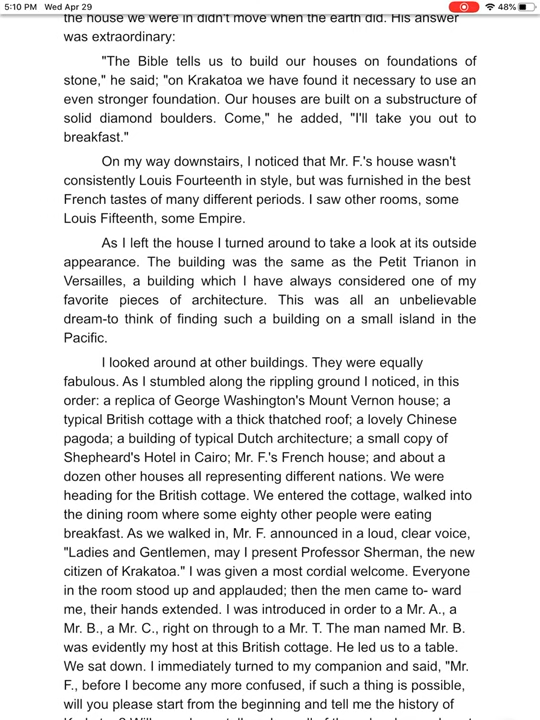 5:10 PM Wed Apr 29
48%
the house we were in didn't move when the earth did. His answer
was extraordinary:
"The Bible tells us to build our houses on foundations of
stone," he said; "on Krakatoa we have found it necessary to use an
even stronger foundation. Our houses are built on a substructure of
solid diamond boulders. Come," he added, "I'll take you out to
breakfast."
On my way downstairs, I noticed that Mr. F.'s house wasn't
consistently Louis Fourteenth in style, but was furnished in the best
French tastes of many different periods. I saw other rooms, some
Louis Fifteenth, some Empire.
As I left the house I turned around to take a look at its outside
appearance. The building was the same as the Petit Trianon in
Versailles, a building which I have always considered one of my
favorite pieces of architecture. This was all an unbelievable
dream-to think of finding such a building on a small island in the
Pacific.
I looked around at other buildings. They were equally
fabulous. As I stumbled along the rippling ground I noticed, in this
order: a replica of George Washington's Mount Vernon house; a
typical British cottage with a thick thatched roof; a lovely Chinese
pagoda; a building of typical Dutch architecture; a small copy of
Shepheard's Hotel in Cairo; Mr. F.'s French house; and about a
dozen other houses all representing different nations. We were
heading for the British cottage. We entered the cottage, walked into
the dining room where some eighty other people were eating
breakfast. As we walked in, Mr. F. announced in a loud, clear voice,
"Ladies and Gentlemen, may I present Professor Sherman, the new
citizen of Krakatoa." I was given a most cordial welcome. Everyone
in the room stood up and applauded; then the men came to- ward
me, their hands extended. I was introduced in order to a Mr. A., a
Mr. B., a Mr. C., right on through to a Mr. T. The man named Mr. B.
was evidently my host at this British cottage. He led us to a table.
We sat down. I immediately turned to my companion and said, "Mr.
F., before I become any more confused, if such a thing is possible,
will you please start from the beginning and tell me the history of